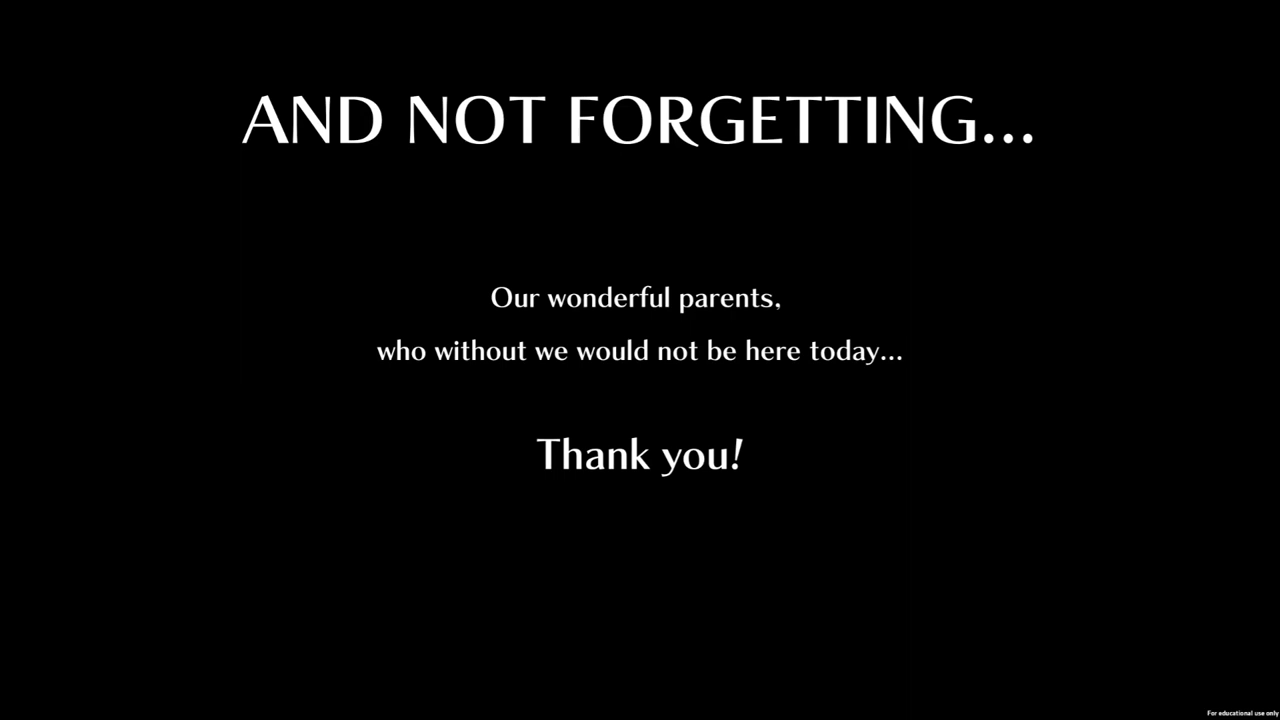 AND NOT FORGETTING...
Our wonderful parents,
who without we would not be here today...
Thank you!
For educational use only